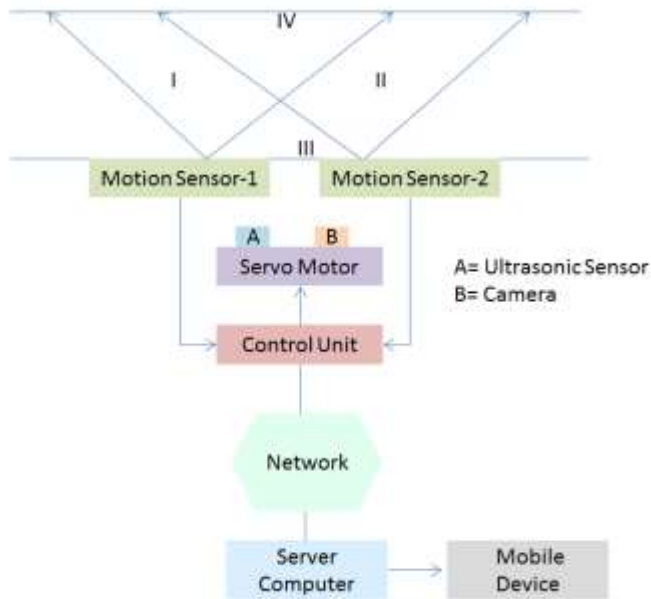 IV
I
II
III
Motion Sensor-1
Motion Sensor-2
A
B
Servo Motor
A= Ultrasonic Sensor
B= Camera
Control Unit
Network
Server
Computer
Mobile
Device